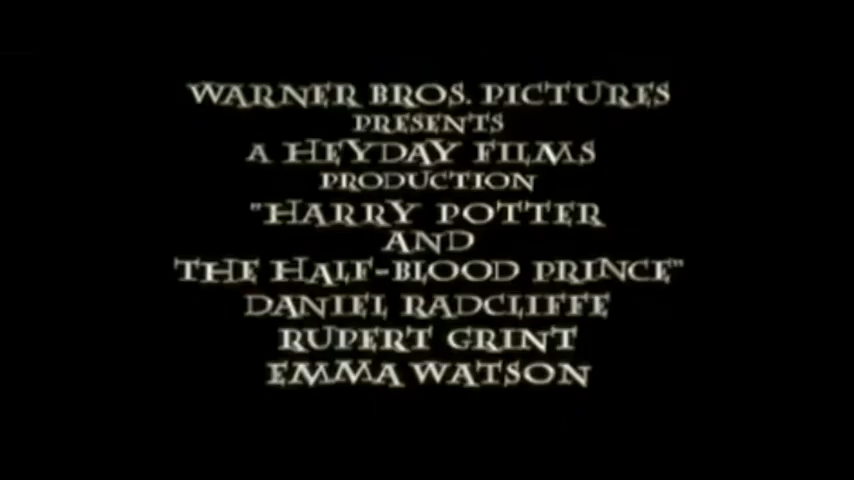 WARNER BROS. PICTURES
PRESENTS
A HEYDAY FILMS
PRODUCTION
"HARRY POTTER
AND
THE HALF-BLOOD PRINCE"
DANIEL RADCLIFFE
RUPERT GRINT
EMMA WATSON